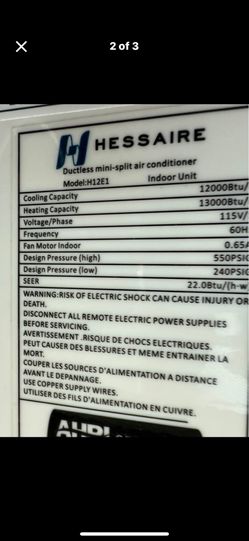 2 of 3
HESSAIRE
Ductless mini-split air conditioner
Model:H12E1 Indoor Unit
Cooling Capacity 12000Btu/
Heating Capacity 13000Btu/
Voltage/Phase 115V/
Frequency 60H
Fan Motor Indoor 0.65A
Design Pressure (high) 550PSIG
Design Pressure (low) 240PSIG
SEER 22.0Btu/(h-w
WARNING:RISK OF ELECTRIC SHOCK CAN CAUSE INJURY OR
DEATH.
DISCONNECT ALL REMOTE ELECTRIC POWER SUPPLIES
BEFORE SERVICING.
AVERTISSEMENT .RISQUE DE CHOCS ELECTRIQUES.
PEUT CAUSER DES BLESSURES ET MEME ENTRAINER LA
MORT.
COUPER LES SOURCES D'ALIMENTATION A DISTANCE
AVANT LE DEPANNAGE.
USE COPPER SUPPLY WIRES.
UTILISER DES FILS D'ALIMENTATION EN CUIVRE.